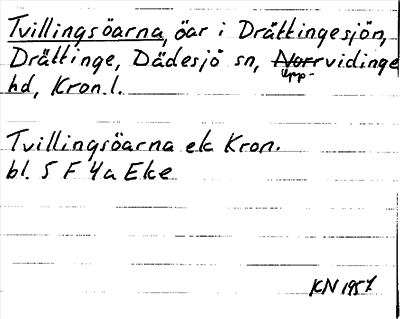 Tvillingsöarna, öar i Drättingesjön,
Drättinge, Dädesjö sn, Norrvidinge
Upp-
hd, Kron.l.
Tvillingsöarna ek Kron.
bl. 5 F 4a Eke
KN 1957